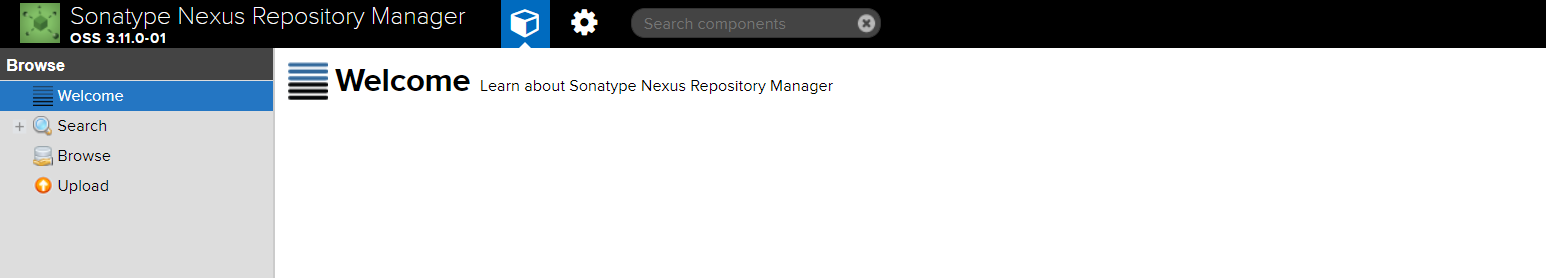 Sonatype Nexus Repository Manager
OSS 3.11.0-01
Search components
Browse
Welcome
Search
Browse
Upload
Welcome Learn about Sonatype Nexus Repository Manager